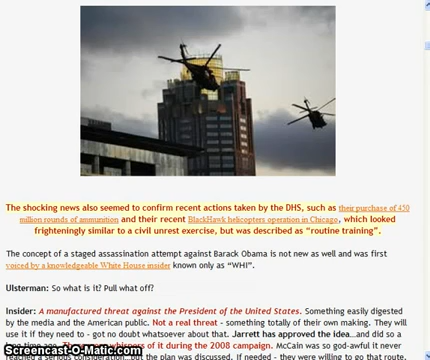 The shocking news also seemed to confirm recent actions taken by the DHS, such as their purchase of 450
million rounds of ammunition and their recent BlackHawk helicopters operation in Chicago, which looked
frighteningly similar to a civil unrest exercise, but was described as “routine training”.
The concept of a staged assassination attempt against Barack Obama is not new as well and was first
voiced by a knowledgeable White House insider known only as “WHI”.
Ulsterman: So what is it? Pull what off?
Insider: A manufactured threat against the President of the United States. Something easily digested
by the media and the American public. Not a real threat - something totally of their own making. They will
use it if they need to - got no doubt whatsoever about that. Jarrett has approved the idea...and did so a
whispers of it during the 2008 campaign. McCain was so god-awful it never
reached a serious consideration...but the plan was discussed. If needed - they were willing to go that route.
Screencast-O-Matic.com